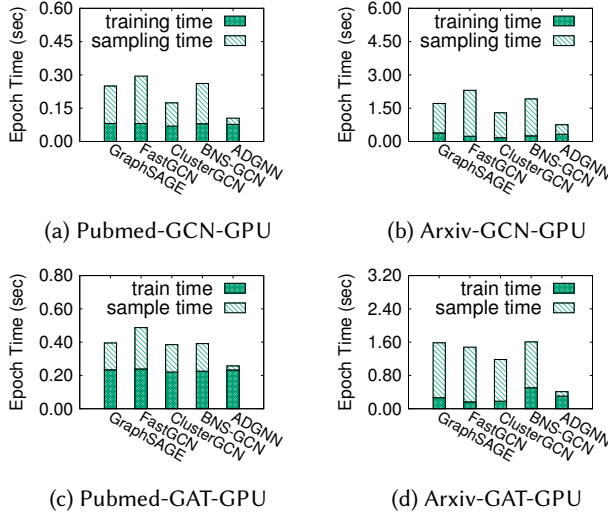 0.60
0.45
0.30
0.15
0.00
Epoch Time (sec)
training time
sampling time
GraphSAGE
FastGCN
ClusterGCN
BNS-GCN
ADGNN
(a) Pubmed-GCN-GPU
6.00
4.50
3.00
1.50
0.00
Epoch Time (sec)
training time
sampling time
GraphSAGE
FastGCN
ClusterGCN
BNS-GCN
ADGNN
(b) Arxiv-GCN-GPU
0.80
0.60
0.40
0.20
0.00
Epoch Time (sec)
train time
sample time
GraphSAGE
FastGCN
ClusterGCN
BNS-GCN
ADGNN
(c) Pubmed-GAT-GPU
3.20
2.40
1.60
0.80
0.00
Epoch Time (sec)
train time
sample time
GraphSAGE
FastGCN
ClusterGCN
BNS-GCN
ADGNN
(d) Arxiv-GAT-GPU